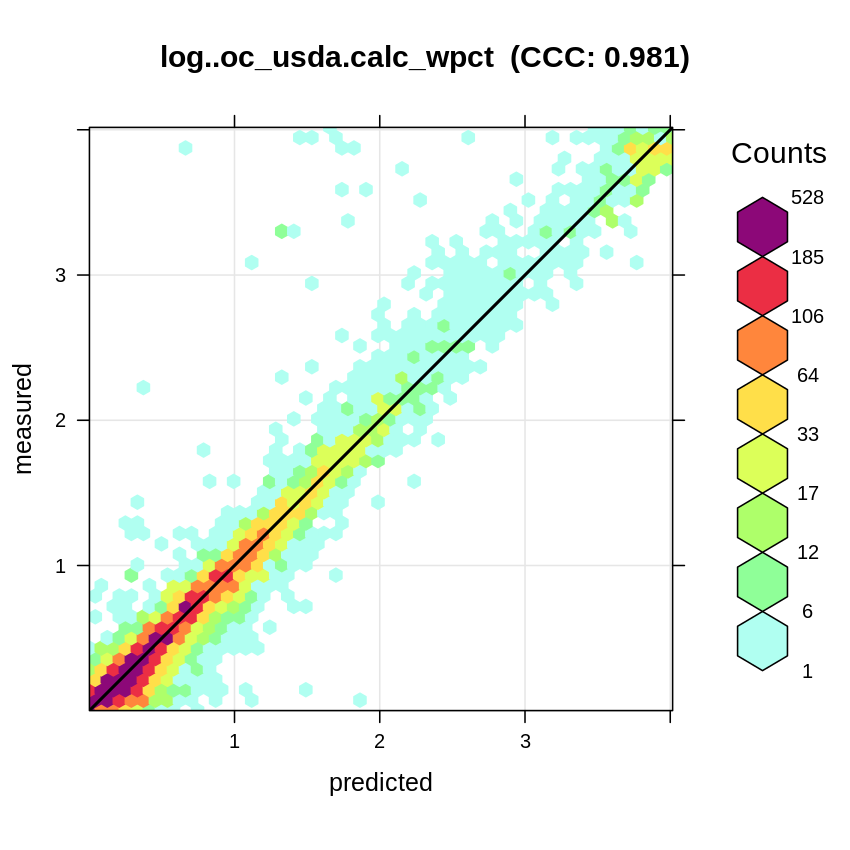 log..oc_usda.calc_wpct  (CCC: 0.981)
Counts
528
185
106
64
33
17
12
6
1
measured
3
2
1
1 2 3
predicted